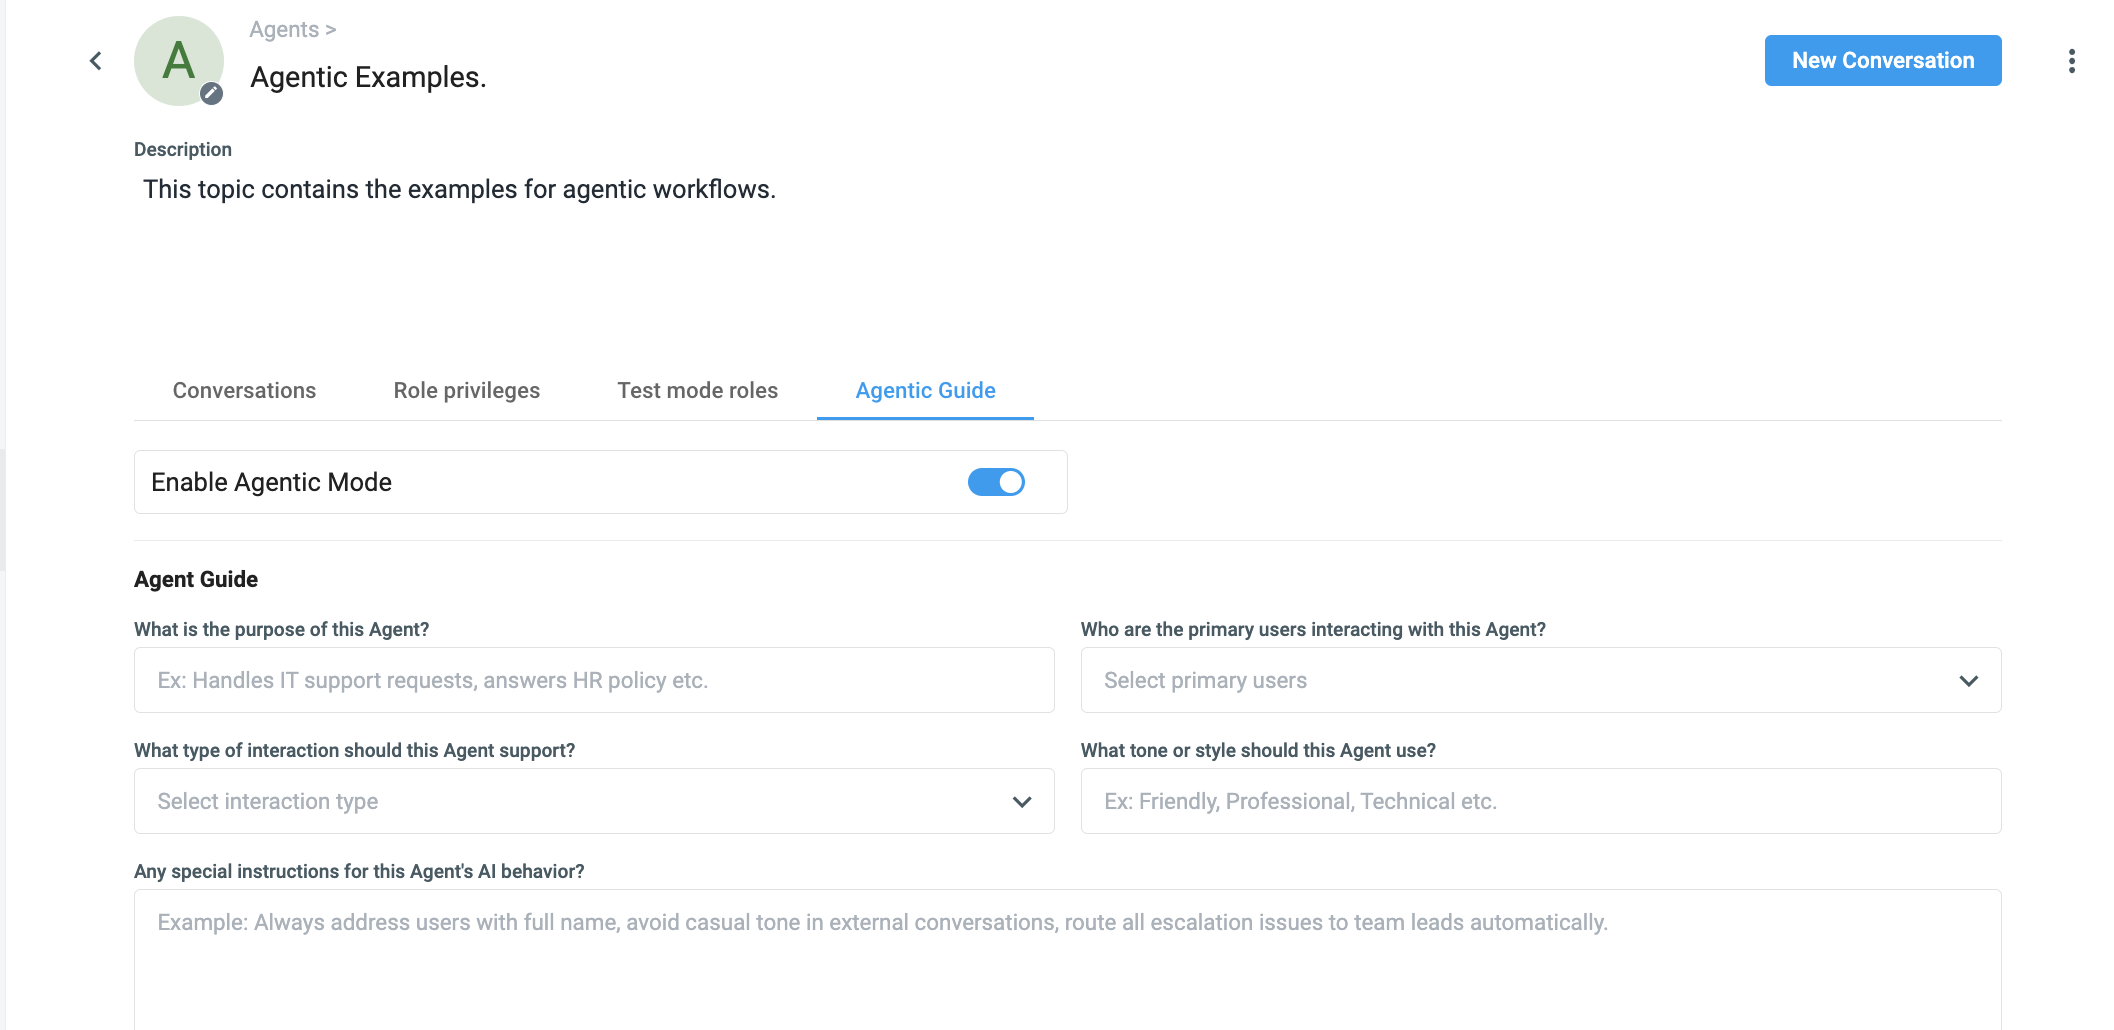 Agents >
A
Agentic Examples.
New Conversation
Description
This topic contains the examples for agentic workflows.
Conversations
Role privileges
Test mode roles
Agentic Guide
Enable Agentic Mode
Agent Guide
What is the purpose of this Agent?
Ex: Handles IT support requests, answers HR policy etc.
Who are the primary users interacting with this Agent?
Select primary users
What type of interaction should this Agent support?
Select interaction type
What tone or style should this Agent use?
Ex: Friendly, Professional, Technical etc.
Any special instructions for this Agent's AI behavior?
Example: Always address users with full name, avoid casual tone in external conversations, route all escalation issues to team leads automatically.